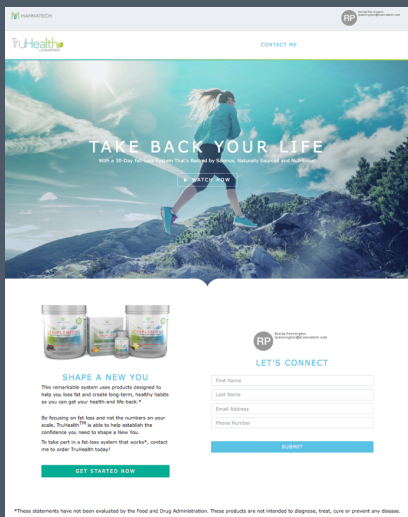 MANNATECH
RP
TruHealth
CONTACT ME
TAKE BACK YOUR LIFE
With a 30-Day Fat-Loss System That's Backed by Science, Naturally Sourced and Nutritious
WATCH NOW
RP
LET'S CONNECT
SHAPE A NEW YOU
This remarkable system uses products designed to
help you lose fat and create long-term, healthy habits
so you can get your health-and life-back.*
By focusing on fat loss and not the numbers on your
scale, TruHealth™ is able to help establish the
confidence you need to shape a New You.
To take part in a fat-loss system that works*, contact
me to order TruHealth today!
GET STARTED NOW
First Name
Last Name
Email Address
Phone Number
SUBMIT
*These statements have not been evaluated by the Food and Drug Administration. These products are not intended to diagnose, treat, cure or prevent any disease.